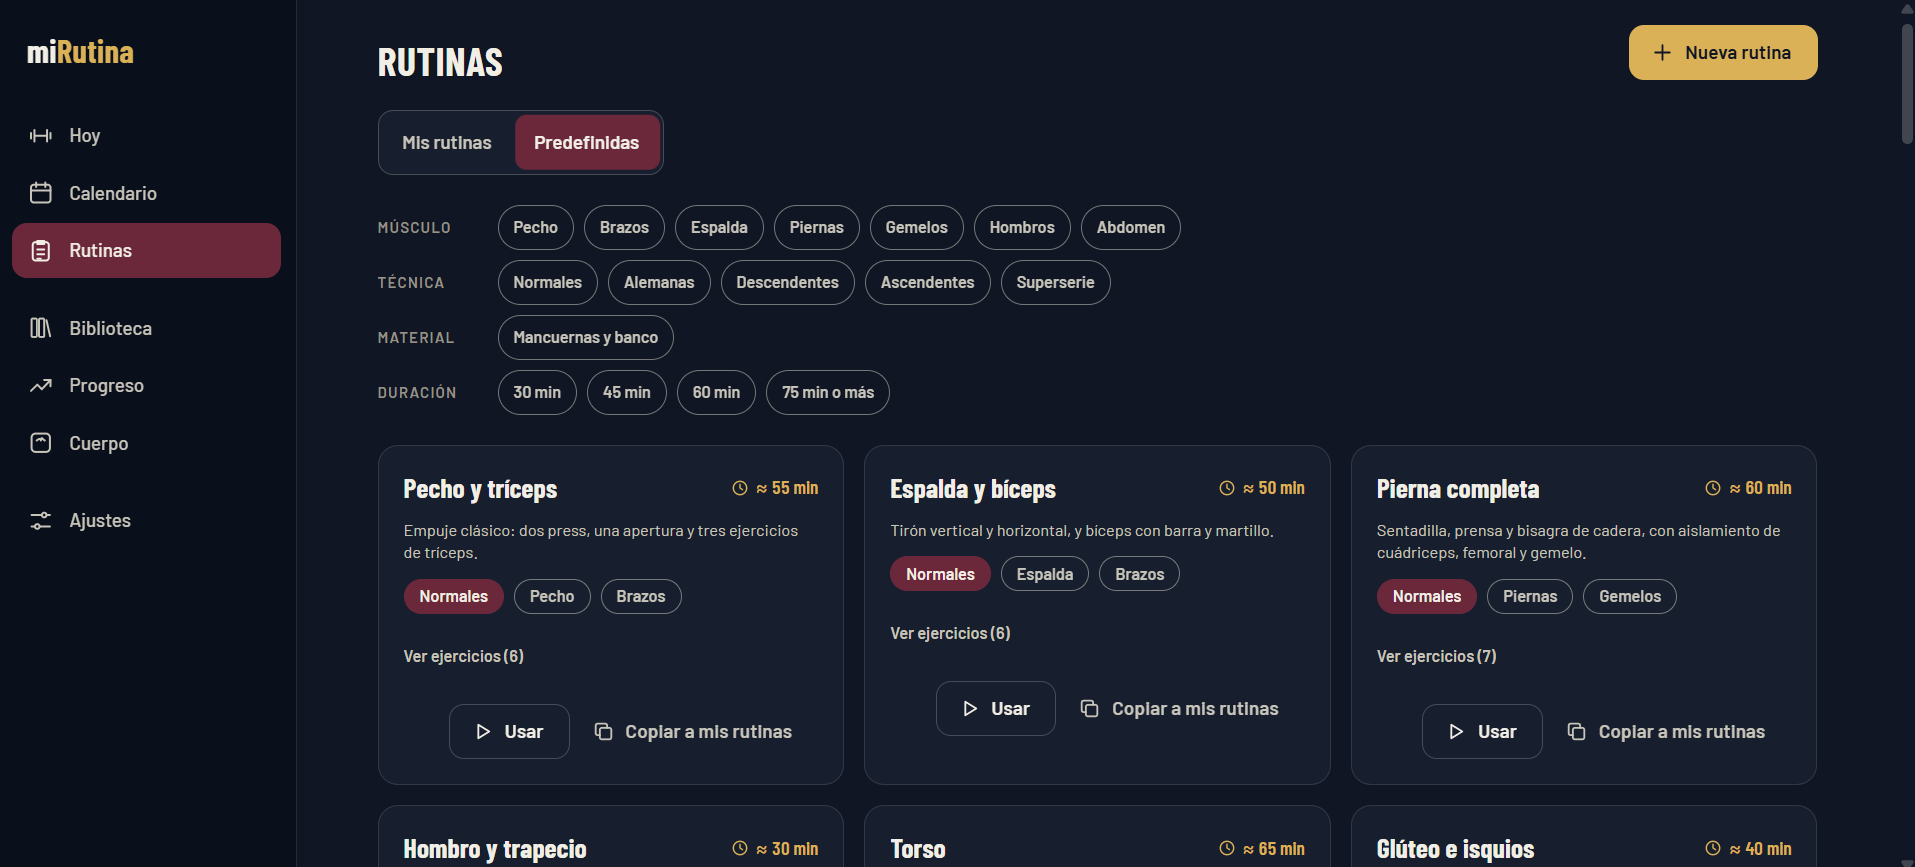 miRutina
Hoy
Calendario
Rutinas
Biblioteca
Progreso
Cuerpo
Ajustes
RUTINAS
Nueva rutina
Mis rutinas
Predefinidas
MÚSCULO
Pecho
Brazos
Espalda
Piernas
Gemelos
Hombros
Abdomen
TÉCNICA
Normales
Alemanas
Descendentes
Ascendentes
Superserie
MATERIAL
Mancuernas y banco
DURACIÓN
30 min
45 min
60 min
75 min o más
Pecho y tríceps
≈ 55 min
Empuje clásico: dos press, una apertura y tres ejercicios
de tríceps.
Normales
Pecho
Brazos
Ver ejercicios (6)
Usar
Copiar a mis rutinas
Espalda y bíceps
≈ 50 min
Tirón vertical y horizontal, y bíceps con barra y martillo.
Normales
Espalda
Brazos
Ver ejercicios (6)
Usar
Copiar a mis rutinas
Pierna completa
≈ 60 min
Sentadilla, prensa y bisagra de cadera, con aislamiento de
cuádriceps, femoral y gemelo.
Normales
Piernas
Gemelos
Ver ejercicios (7)
Usar
Copiar a mis rutinas
Hombro y trapecio
≈ 30 min
Torso
≈ 65 min
Glúteo e isquios
≈ 40 min